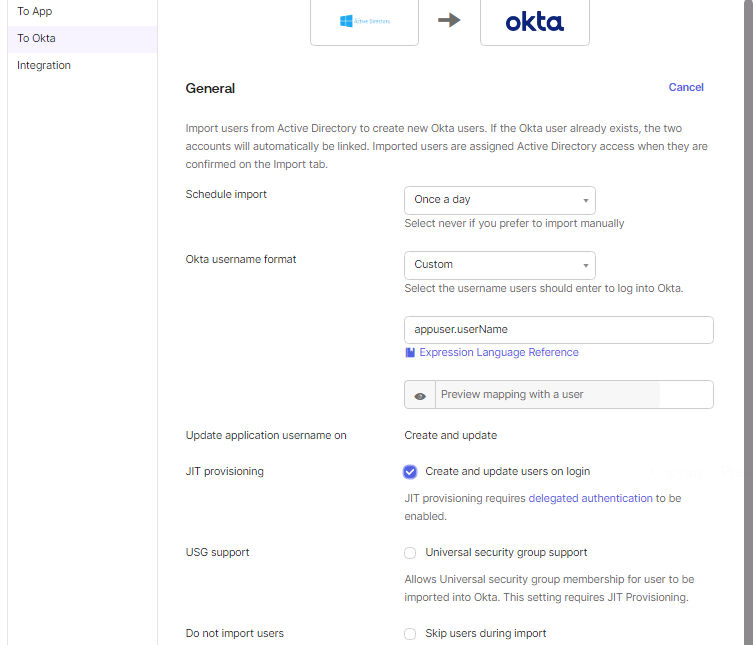 To App
To Okta
Integration
Active Directory
okta
General
Cancel
Import users from Active Directory to create new Okta users. If the Okta user already exists, the two
accounts will automatically be linked. Imported users are assigned Active Directory access when they are
confirmed on the Import tab.
Schedule import
Once a day
Select never if you prefer to import manually
Okta username format
Custom
Select the username users should enter to log into Okta.
appuser.userName
Expression Language Reference
Preview mapping with a user
Update application username on
Create and update
JIT provisioning
Create and update users on login
JIT provisioning requires delegated authentication to be
enabled.
USG support
Universal security group support
Allows Universal security group membership for user to be
imported into Okta. This setting requires JIT Provisioning.
Do not import users
Skip users during import